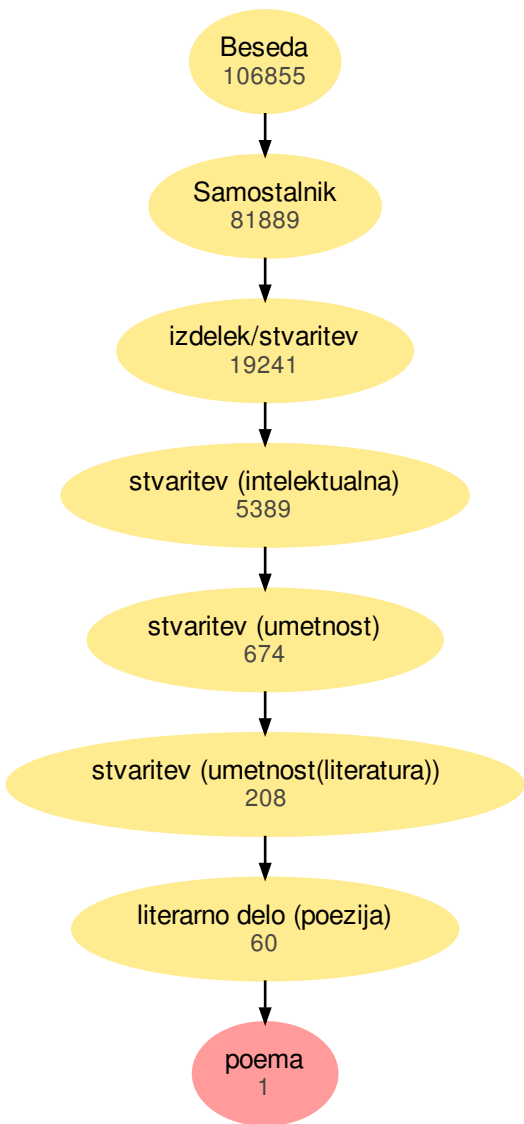 Beseda
106855
Samostalnik
81889
izdelek/stvaritev
19241
stvaritev (intelektualna)
5389
stvaritev (umetnost)
674
stvaritev (umetnost(literatura))
208
literarno delo (poezija)
60
poema
1